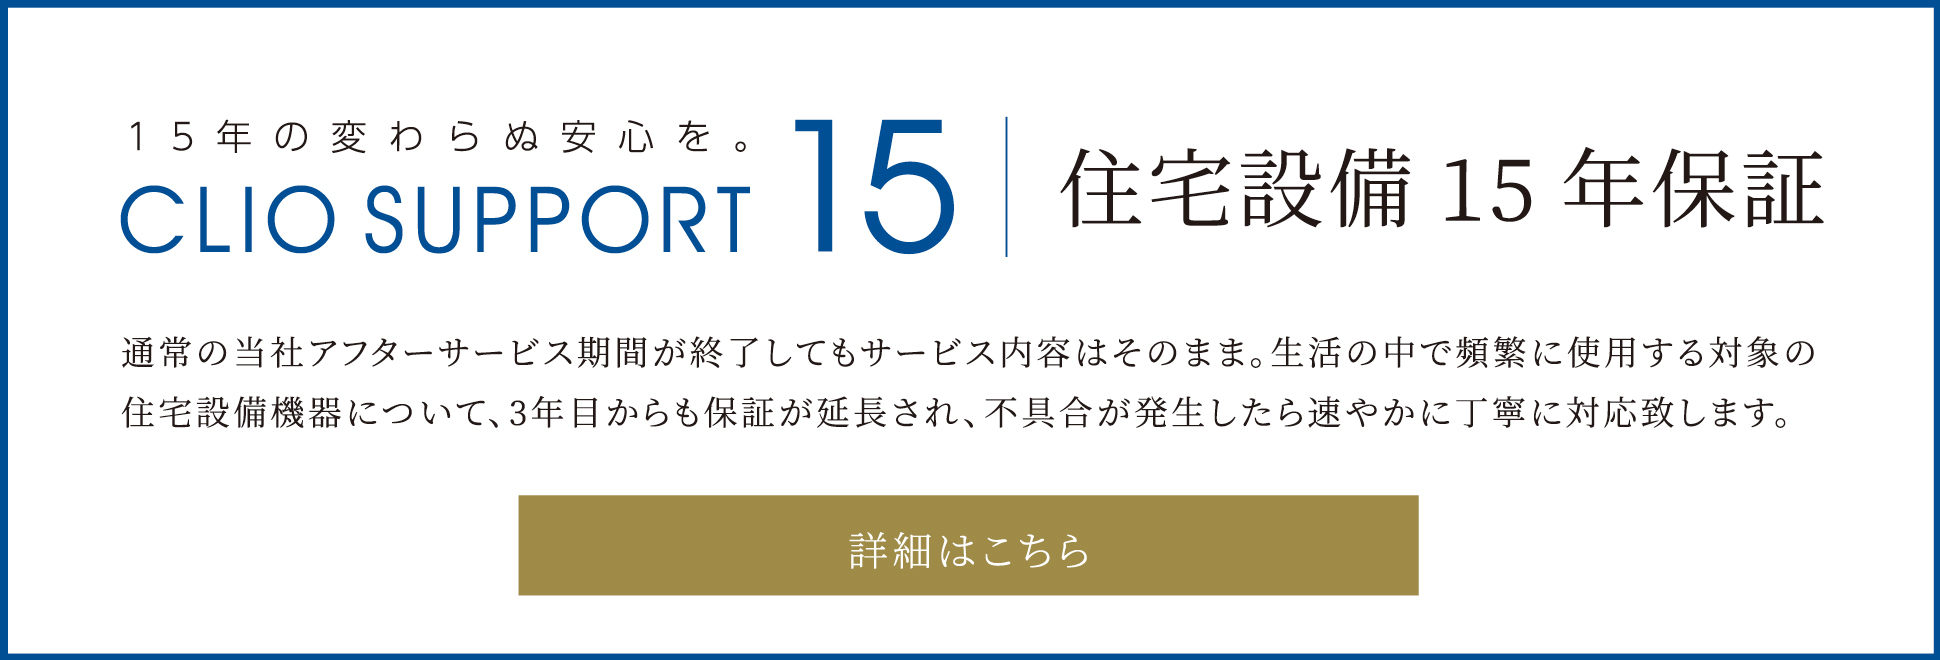 15年の変わらぬ安心を。
CLIO SUPPORT 15
住宅設備 15 年保証
通常の当社アフターサービス期間が終了してもサービス内容はそのまま。生活の中で頻繁に使用する対象の
住宅設備機器について、3年目からも保証が延長され、不具合が発生したら速やかに丁寧に対応致します。
詳細はこちら